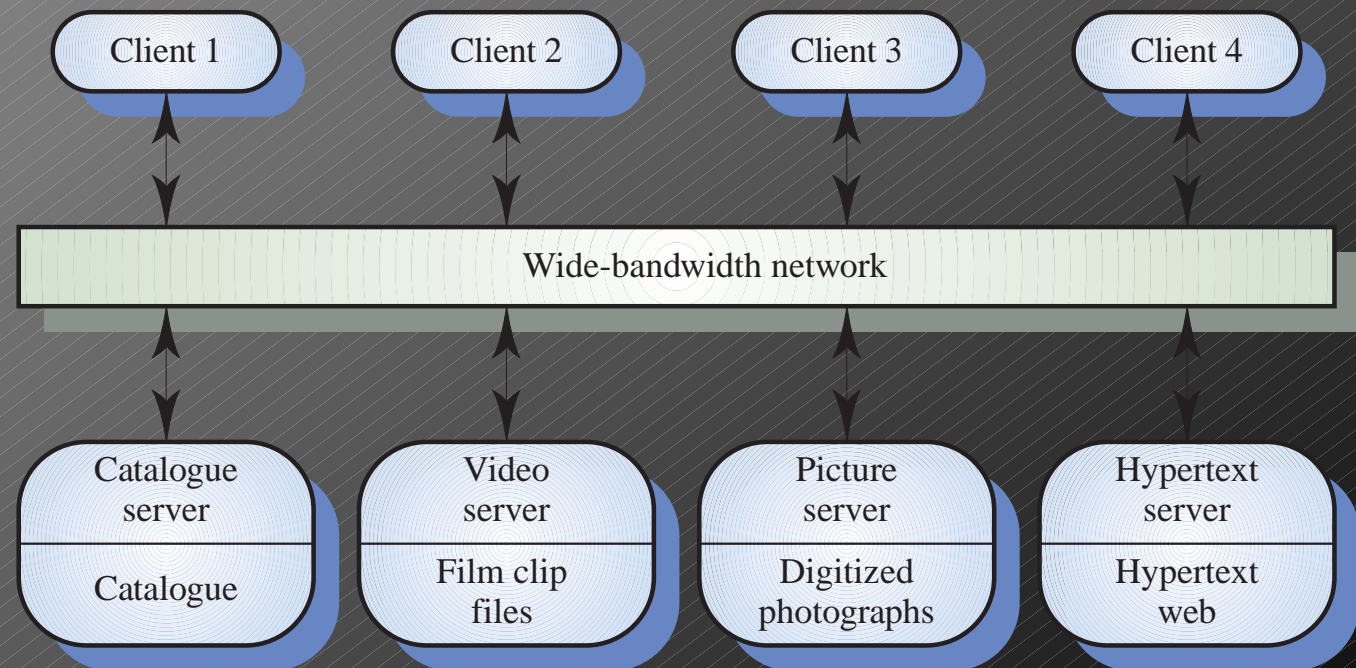 Client 1
Client 2
Client 3
Client 4
Wide-bandwidth network
Catalogue
server
Catalogue
Video
server
Film clip
files
Picture
server
Digitized
photographs
Hypertext
server
Hypertext
web